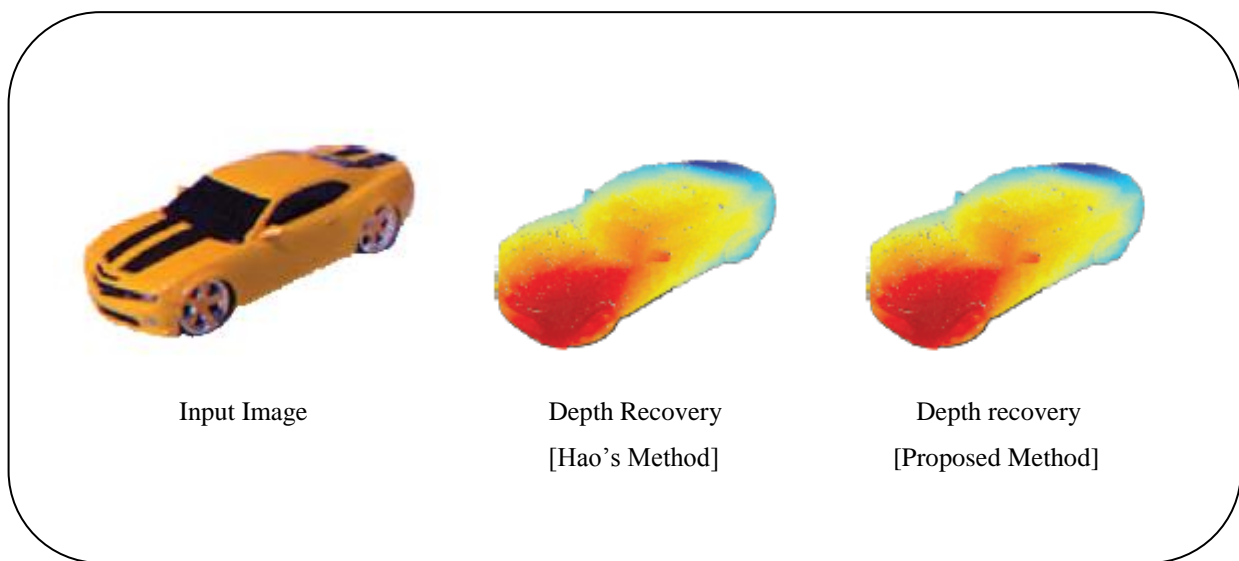 Input Image
Depth Recovery
[Hao’s Method]
Depth recovery
[Proposed Method]